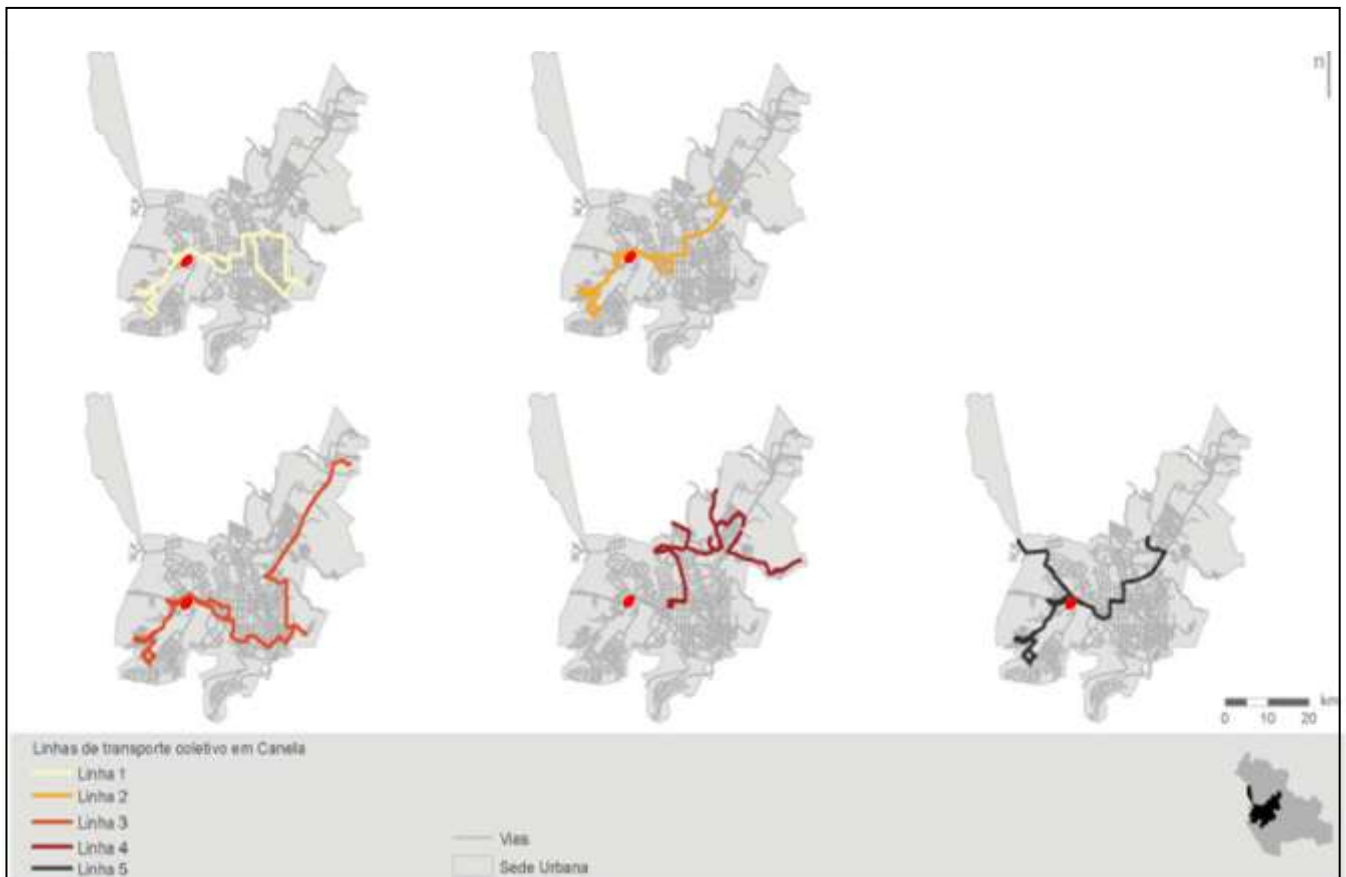 n
km
0 10 20
Linhas de transporte coletivo em Canela
Linha 1
Linha 2
Linha 3
Linha 4
Linha 5
Vias
Sede Urbana